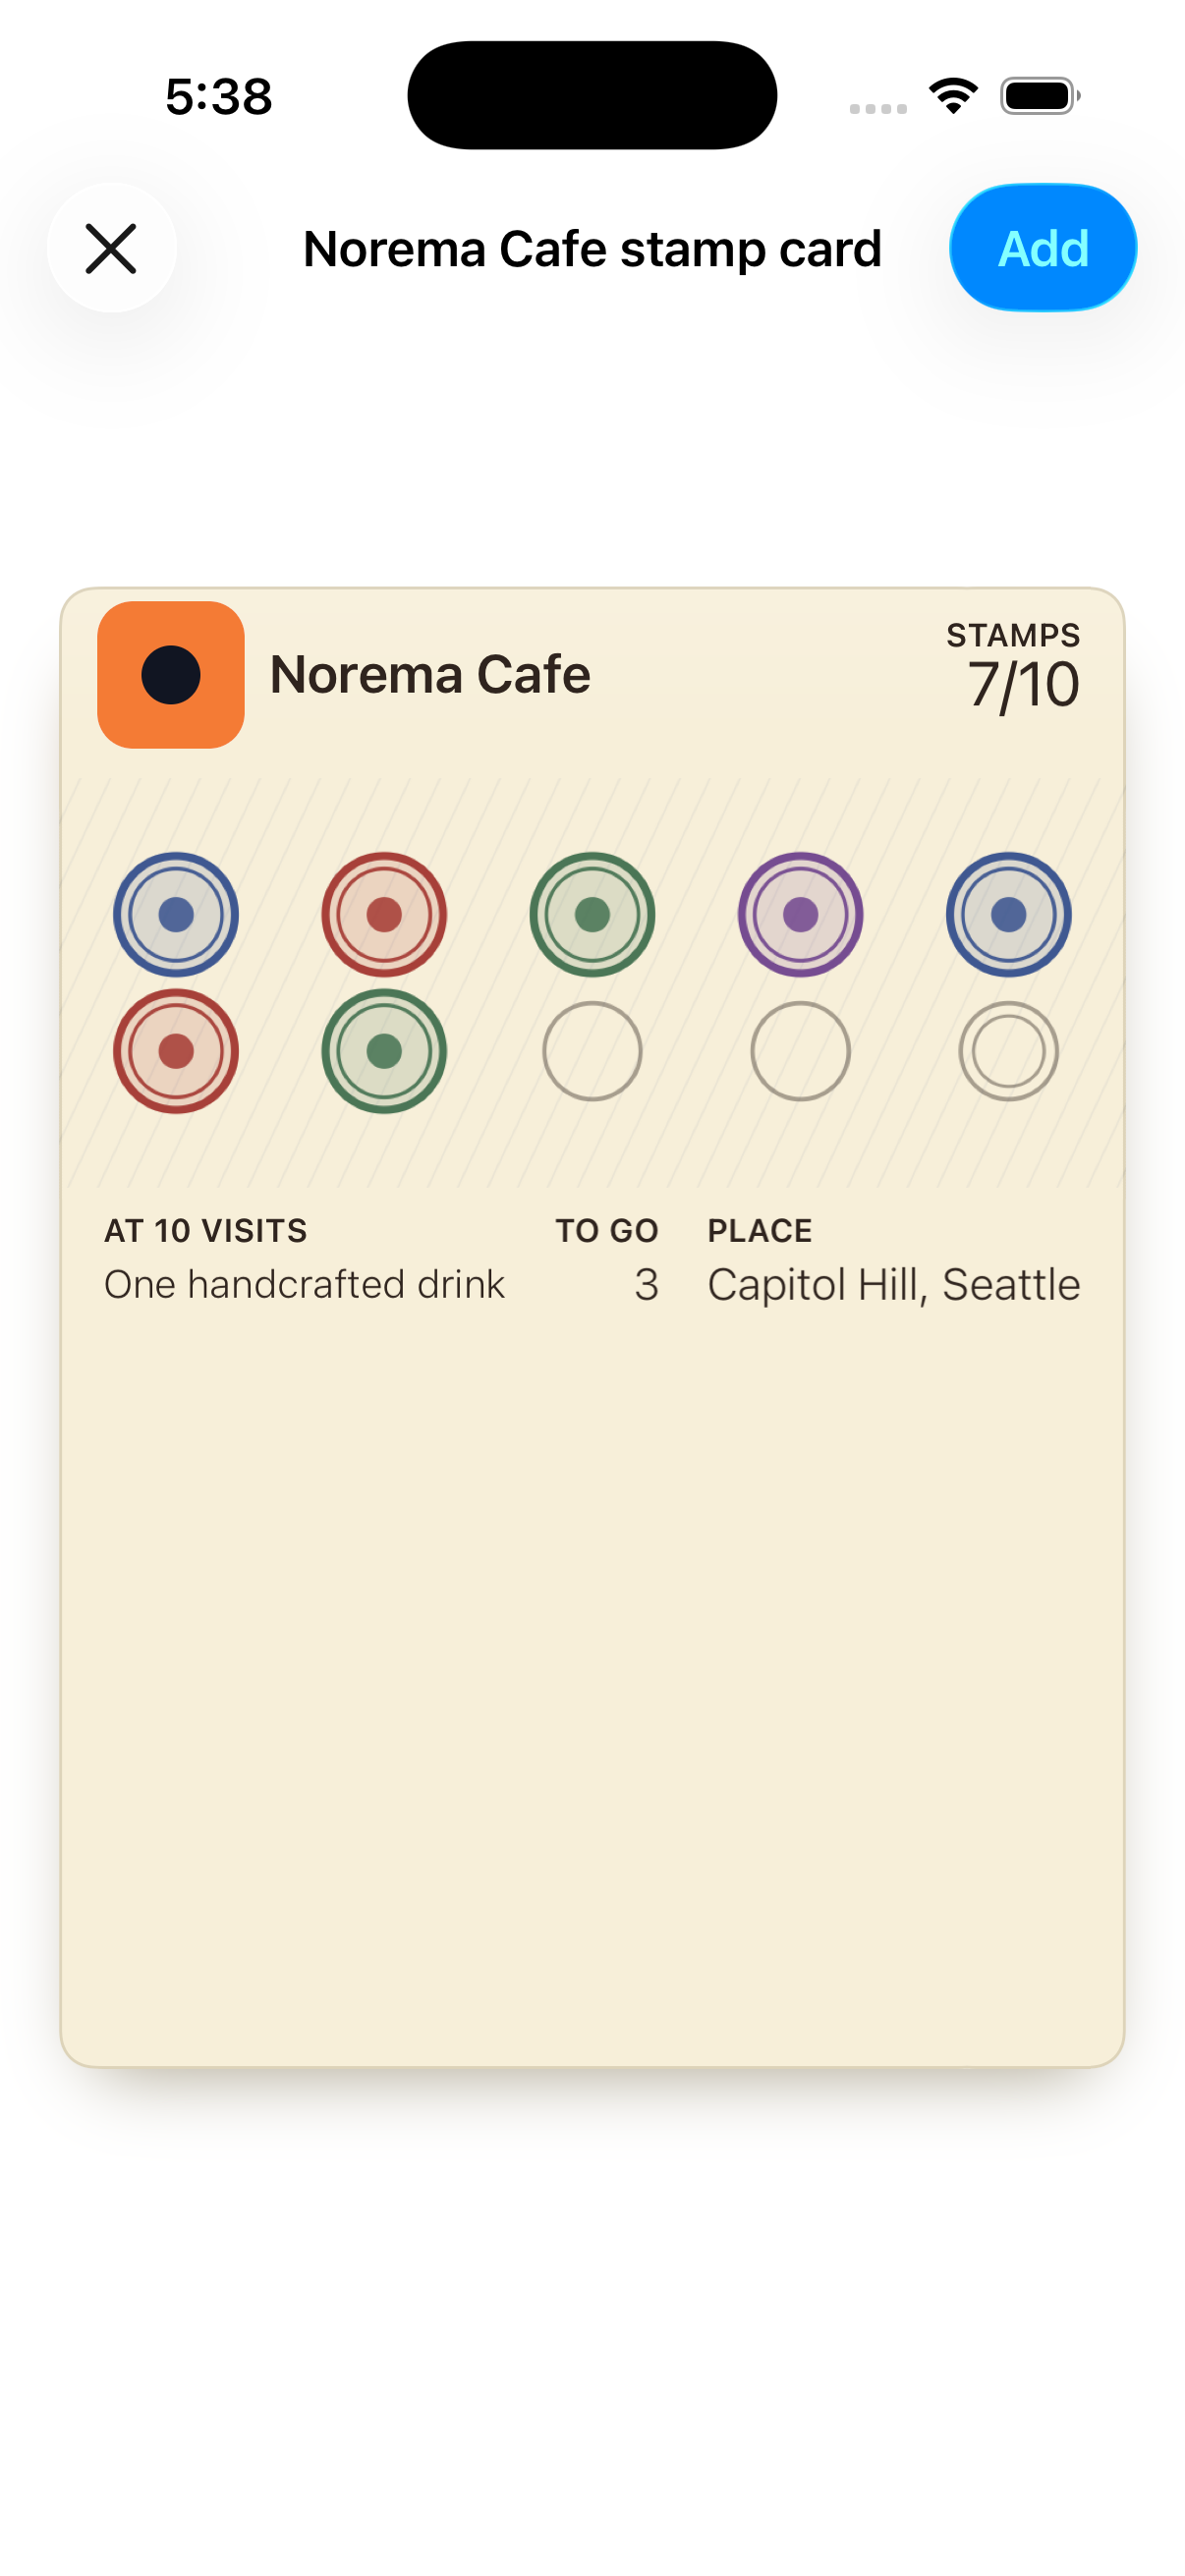 5:38
Norema Cafe stamp card
Add
Norema Cafe
STAMPS
7/10
AT 10 VISITS
One handcrafted drink
TO GO
3
PLACE
Capitol Hill, Seattle